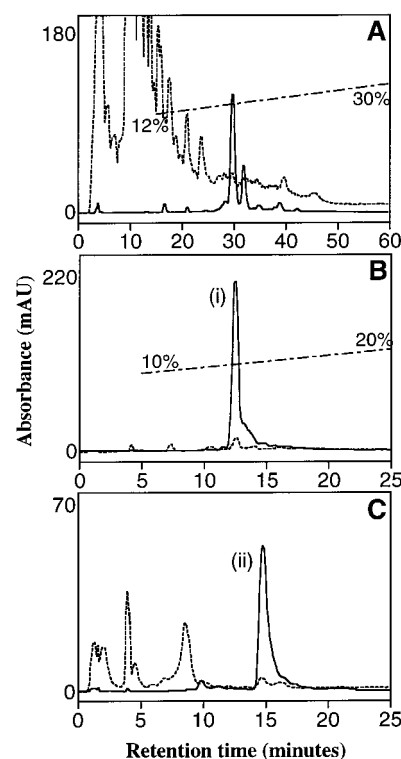 180
A
12%
30%
0
0 10 20 30 40 50 60
220
B
(i)
10%
20%
0
0 5 10 15 20 25
Absorbance (mAU)
70
C
(ii)
0
0 5 10 15 20 25
Retention time (minutes)